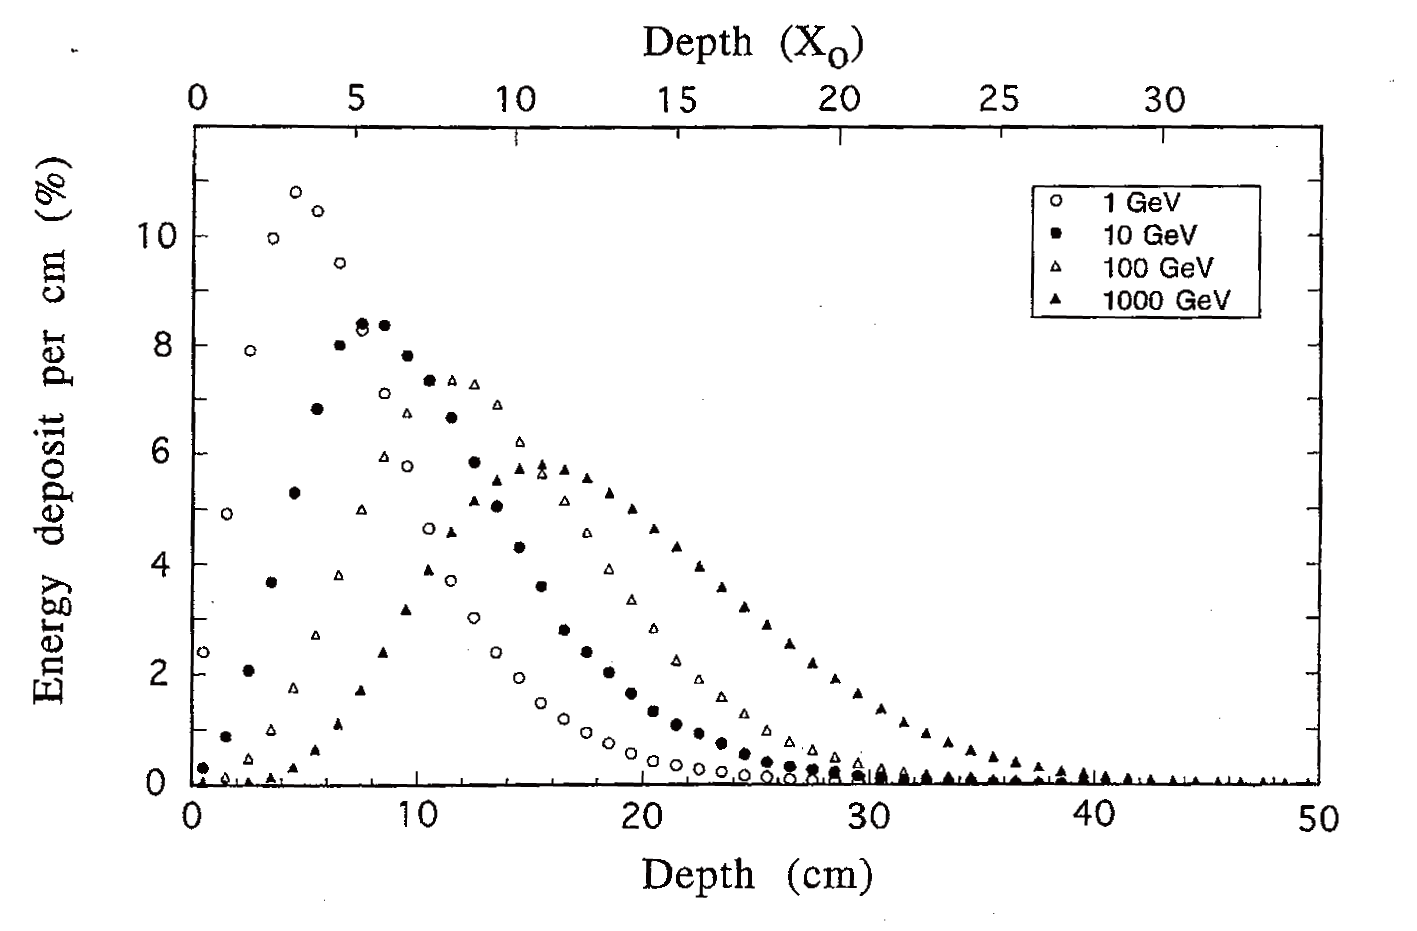 Depth (X₀)
0 5 10 15 20 25 30
Energy deposit per cm (%)
10
8
6
4
2
0
1 GeV
10 GeV
100 GeV
1000 GeV
0 10 20 30 40 50
Depth (cm)